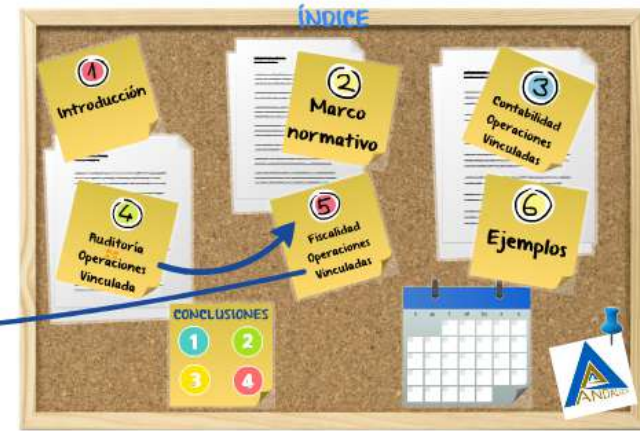 ÍNDICE
1
Introducción
2
Marco
normativo
3
Contabilidad
Operaciones
Vinculadas
4
Auditoría
Operaciones
Vinculada
5
Fiscalidad
Operaciones
Vinculadas
6
Ejemplos
CONCLUSIONES
1 2
3 4